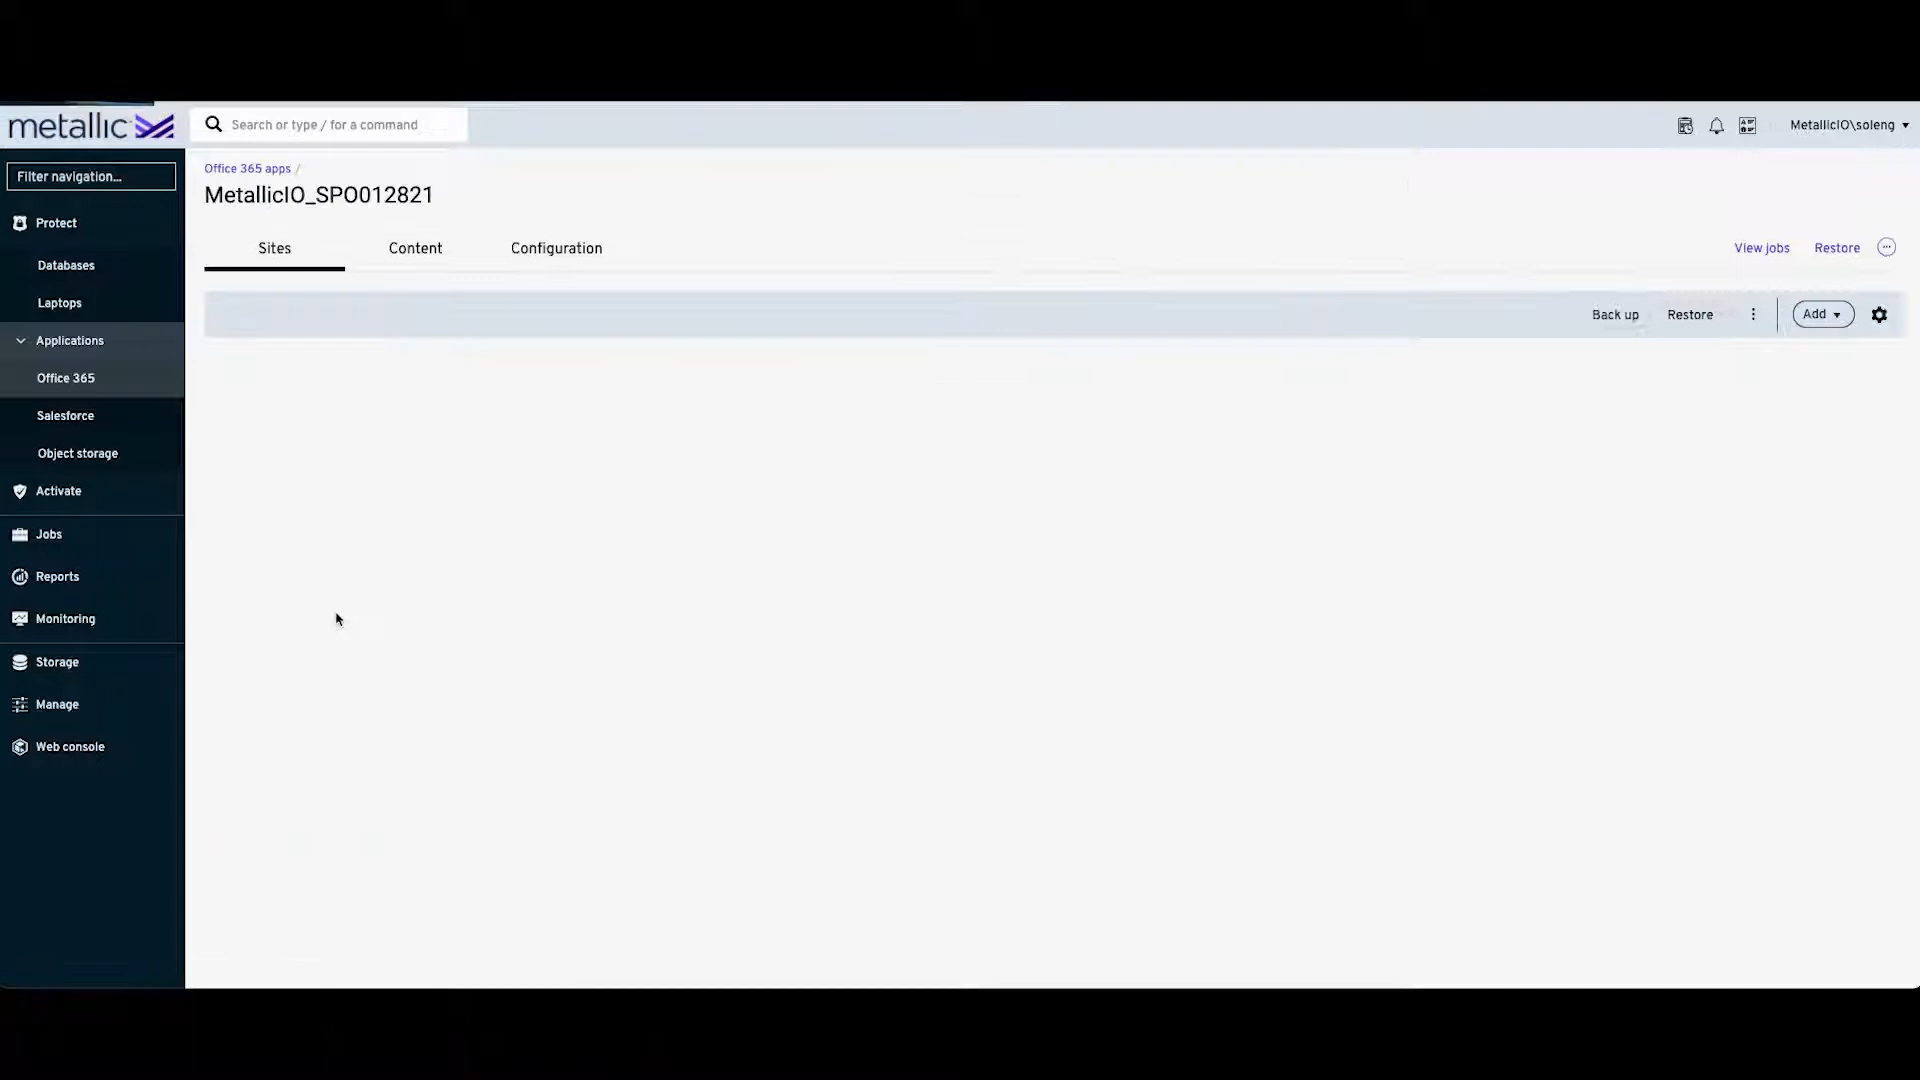 metallic
Search or type / for a command
MetallicIO\soleng
Filter navigation...
Protect
Databases
Laptops
Applications
Office 365
Salesforce
Object storage
Activate
Jobs
Reports
Monitoring
Storage
Manage
Web console
Office 365 apps /
MetallicIO_SPO012821
Sites
Content
Configuration
View jobs
Restore
Back up
Restore
Add